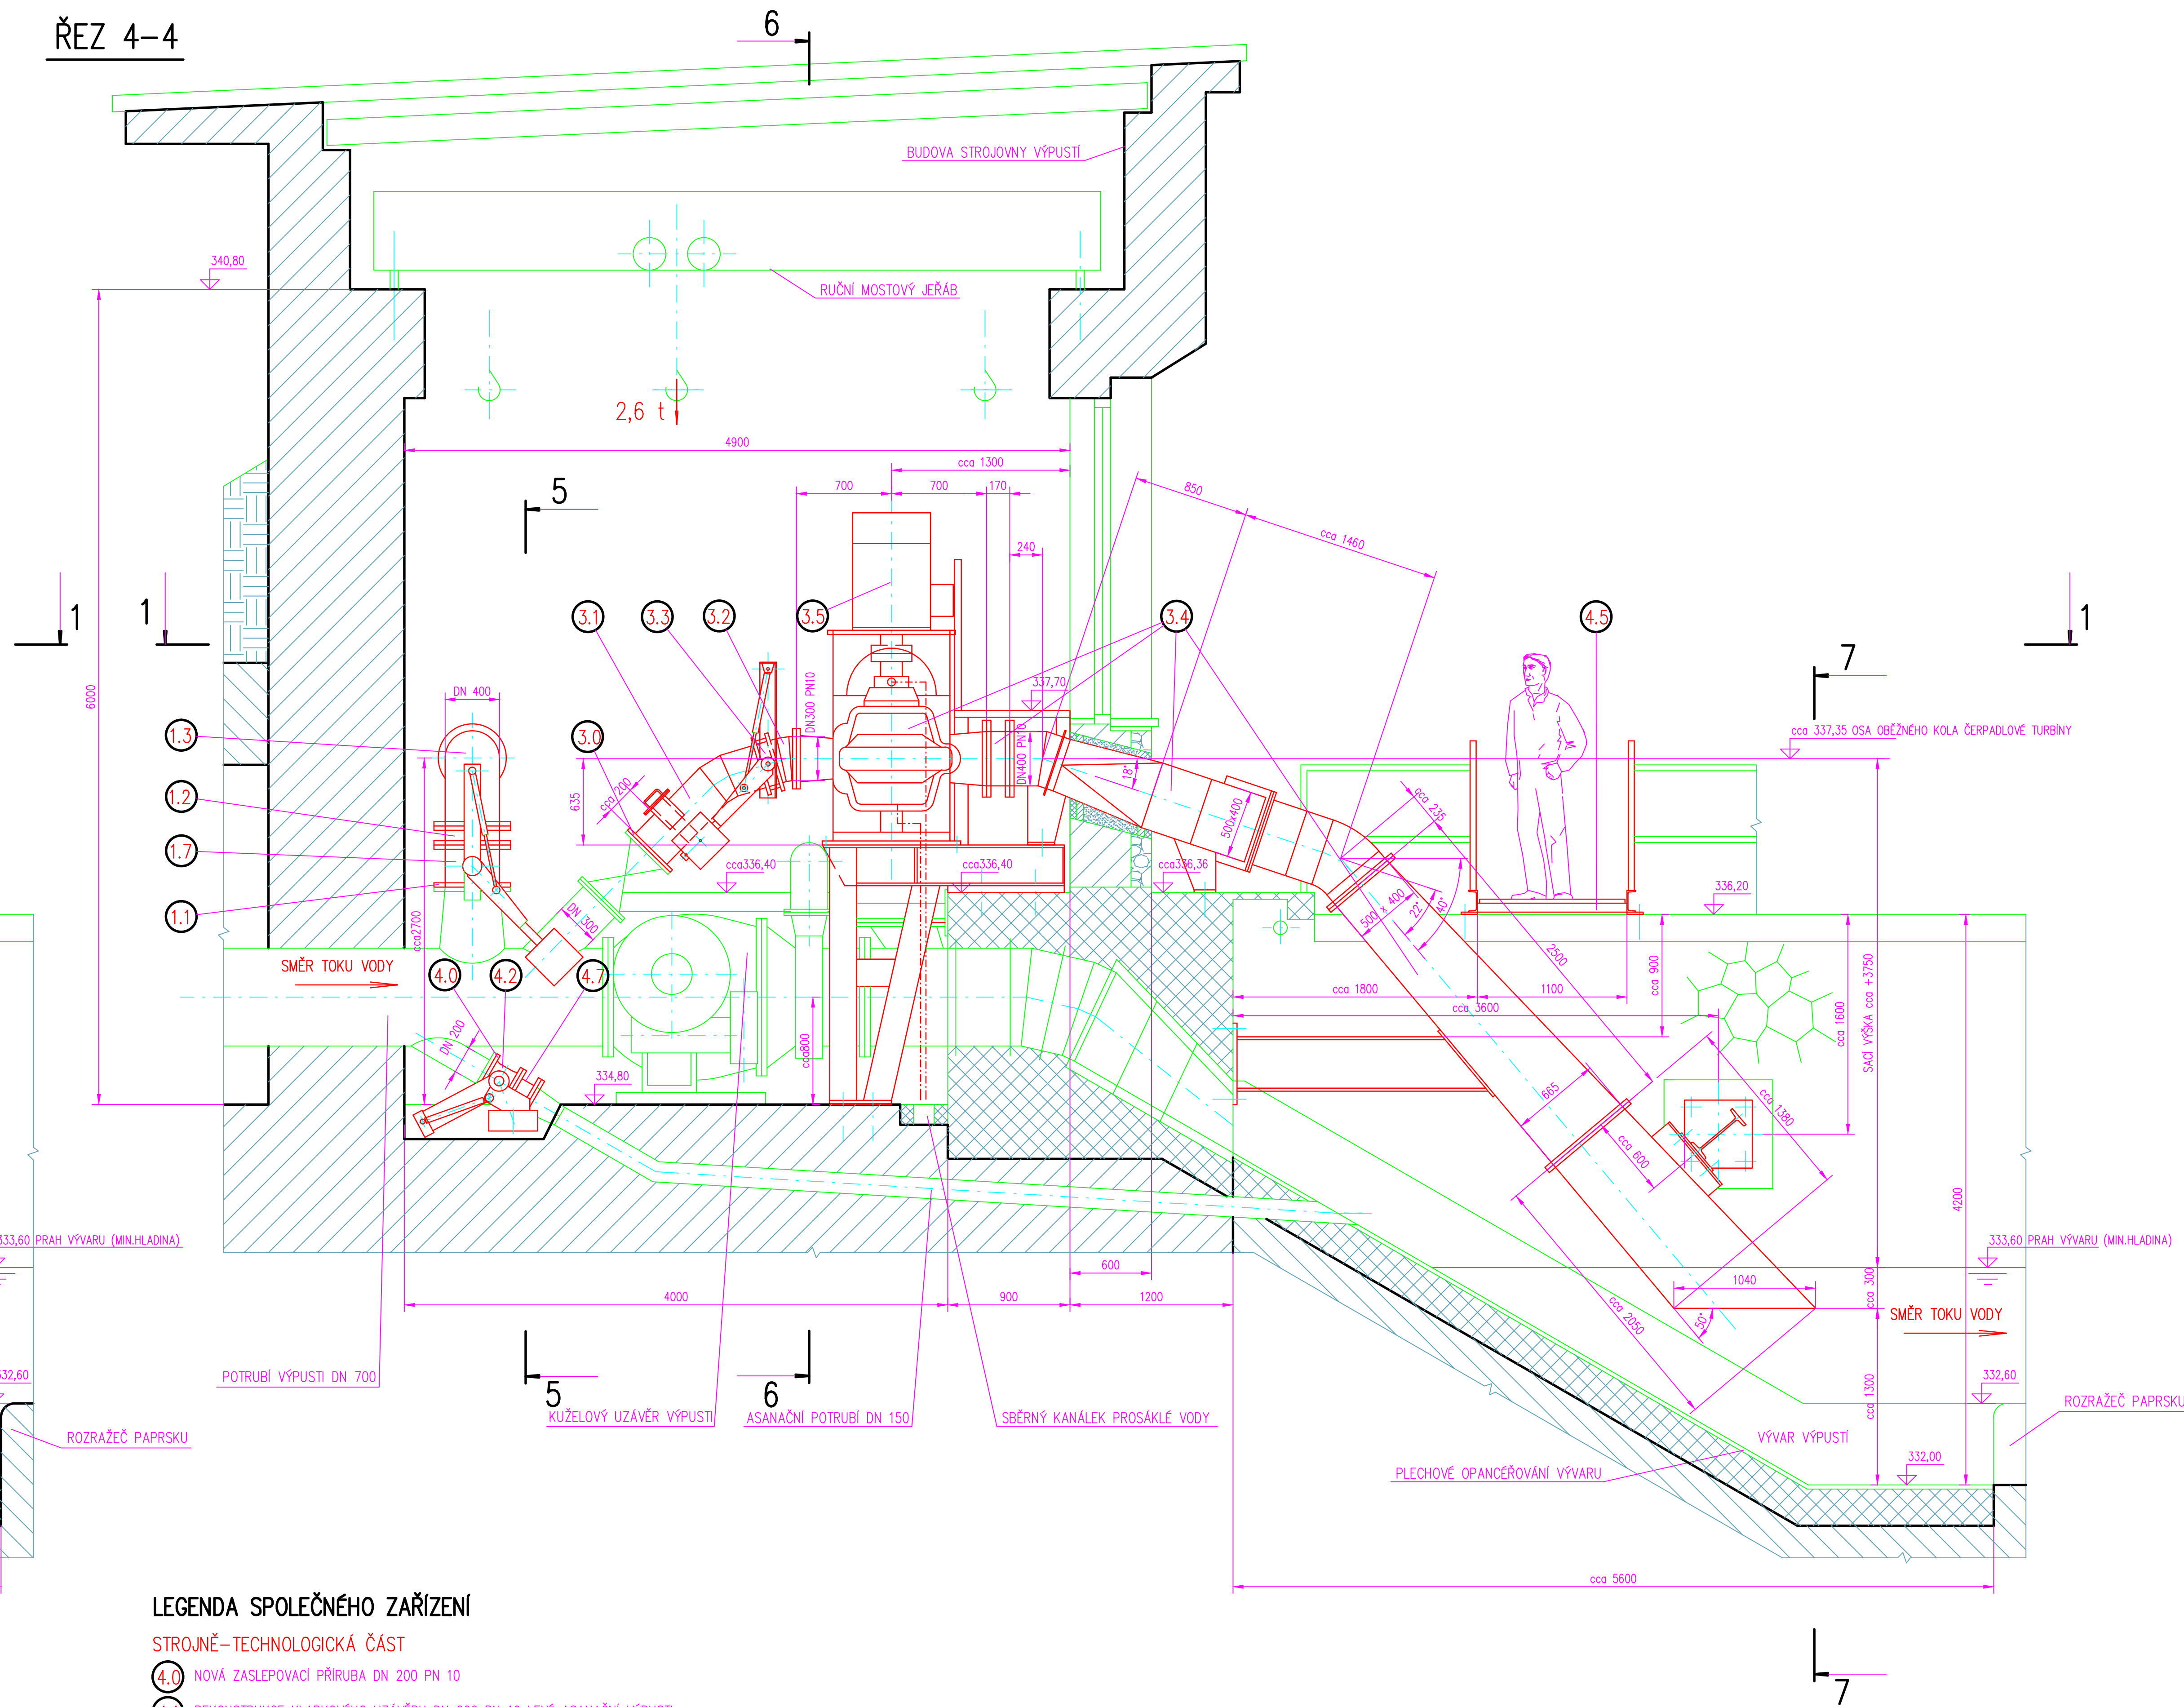 ŘEZ 4-4
6
BUDOVA STROJOVNY VÝPUSTÍ
340,80
RUČNÍ MOSTOVÝ JEŘÁB
2,6 t
4900
cca 1300
5
700
700
170
850
cca 1460
240
1
1
3.1
3.3
3.2
3.5
3.4
4.5
1
7
6000
DN 400
DN300 PN10
337,70
1.3
3.0
DN400 PN10
cca 337,35 OSA OBĚŽNÉHO KOLA ČERPADLOVÉ TURBÍNY
18°
635
cca 200
cca 235
1.2
500x400
1.7
cca336,40
cca336,40
cca336,36
336,20
1.1
cca2700
DN 300
500 x 400
22°
40°
2500
SMĚR TOKU VODY
4.0
4.2
4.7
cca 1800
1100
cca 900
cca 3600
cca 1600
SACÍ VÝŠKA cca +3750
DN 200
cca800
334,80
665
cca 1380
cca 600
4200
333,60 PRAH VÝVARU (MIN.HLADINA)
333,60 PRAH VÝVARU (MIN.HLADINA)
600
1040
cca 300
4000
900
1200
cca 2050
50°
SMĚR TOKU VODY
332,60
POTRUBÍ VÝPUSTI DN 700
5
6
cca 1300
332,60
KUŽELOVÝ UZÁVĚR VÝPUSTI
ASANAČNÍ POTRUBÍ DN 150
SBĚRNÝ KANÁLEK PROSÁKLÉ VODY
ROZRAŽEČ PAPRSKU
ROZRAŽEČ PAPRSKU
VÝVAR VÝPUSTÍ
332,00
PLECHOVÉ OPANCÉŘOVÁNÍ VÝVARU
cca 5600
LEGENDA SPOLEČNÉHO ZAŘÍZENÍ
STROJNĚ-TECHNOLOGICKÁ ČÁST
4.0 NOVÁ ZASLEPOVACÍ PŘÍRUBA DN 200 PN 10
7